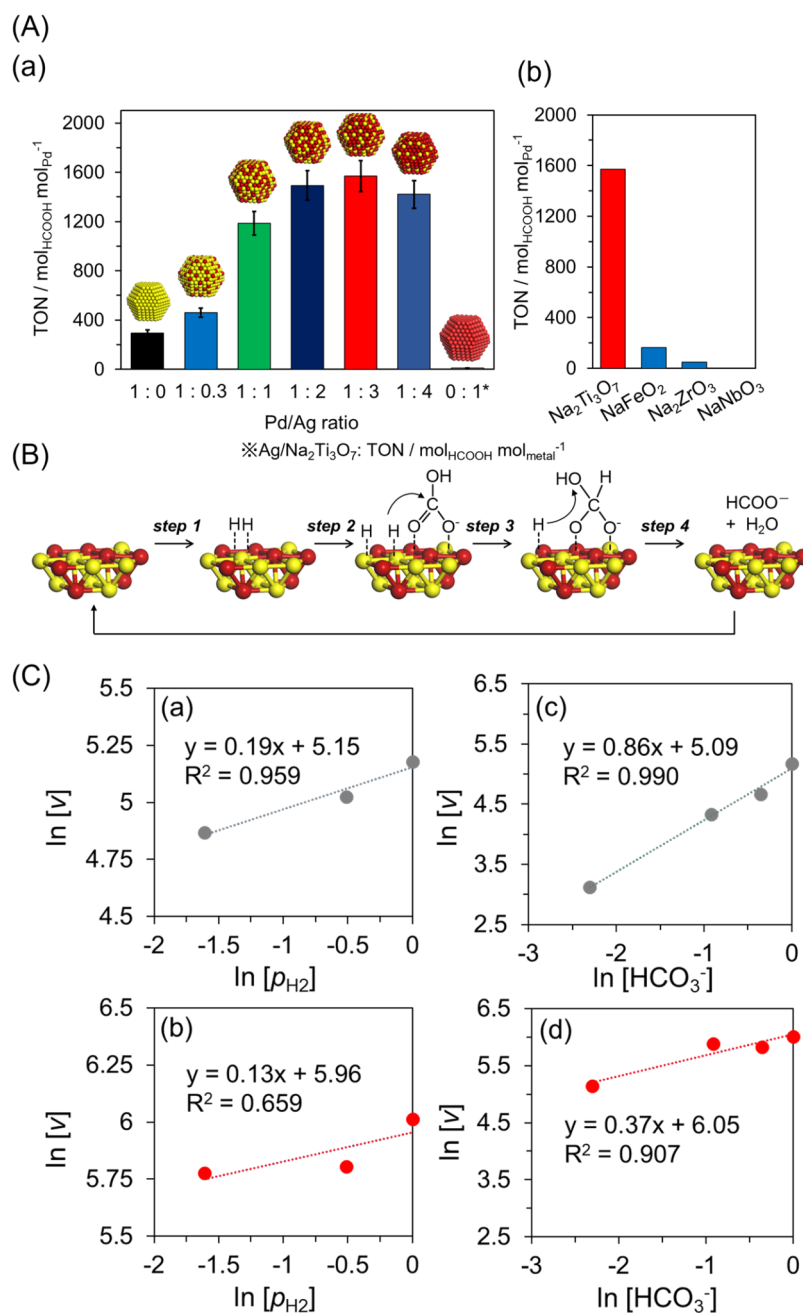 (A)
(a)
(b)
TON / mol_HCOOH mol_Pd^-1
2000
1600
1200
800
400
0
1 : 0
1 : 0.3
1 : 1
1 : 2
1 : 3
1 : 4
0 : 1*
Pd/Ag ratio
※Ag/Na₂Ti₃O₇: TON / mol_HCOOH mol_metal^-1
TON / mol_HCOOH mol_Pd^-1
2000
1600
1200
800
400
0
Na₂Ti₃O₇
NaFeO₂
Na₂ZrO₃
NaNbO₃
(B)
step 1
HH
step 2
H
H
OH
C
O
O⁻
step 3
H
HO
H
C
O
O⁻
step 4
HCOO⁻
+ H₂O
(C)
(a)
y = 0.19x + 5.15
R² = 0.959
ln [v]
5.5
5.25
5
4.75
4.5
-2
-1.5
-1
-0.5
0
ln [p_H2]
(c)
y = 0.86x + 5.09
R² = 0.990
ln [v]
6.5
5.5
4.5
3.5
2.5
-3
-2
-1
0
ln [HCO₃⁻]
(b)
y = 0.13x + 5.96
R² = 0.659
ln [v]
6.5
6.25
6
5.75
5.5
-2
-1.5
-1
-0.5
0
ln [p_H2]
(d)
y = 0.37x + 6.05
R² = 0.907
ln [v]
6.5
5.5
4.5
3.5
2.5
-3
-2
-1
0
ln [HCO₃⁻]